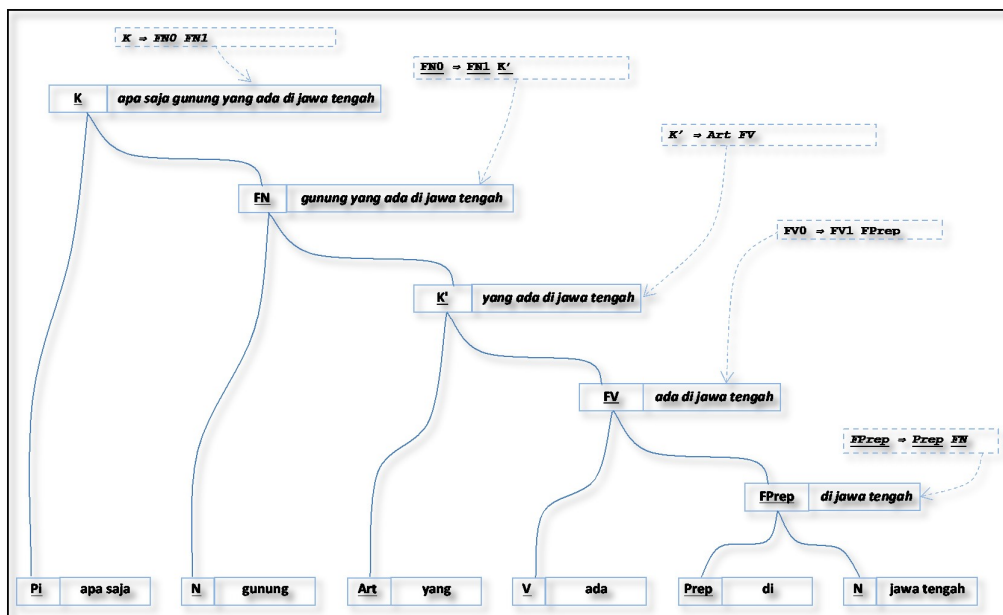 K ⇒ FN0 FN1
FN0 ⇒ FN1 K'
K apa saja gunung yang ada di jawa tengah
K' ⇒ Art FV
FN gunung yang ada di jawa tengah
FV0 ⇒ FV1 FPrep
K' yang ada di jawa tengah
FV ada di jawa tengah
FPrep ⇒ Prep FN
FPrep di jawa tengah
Pi apa saja N gunung Art yang V ada Prep di N jawa tengah